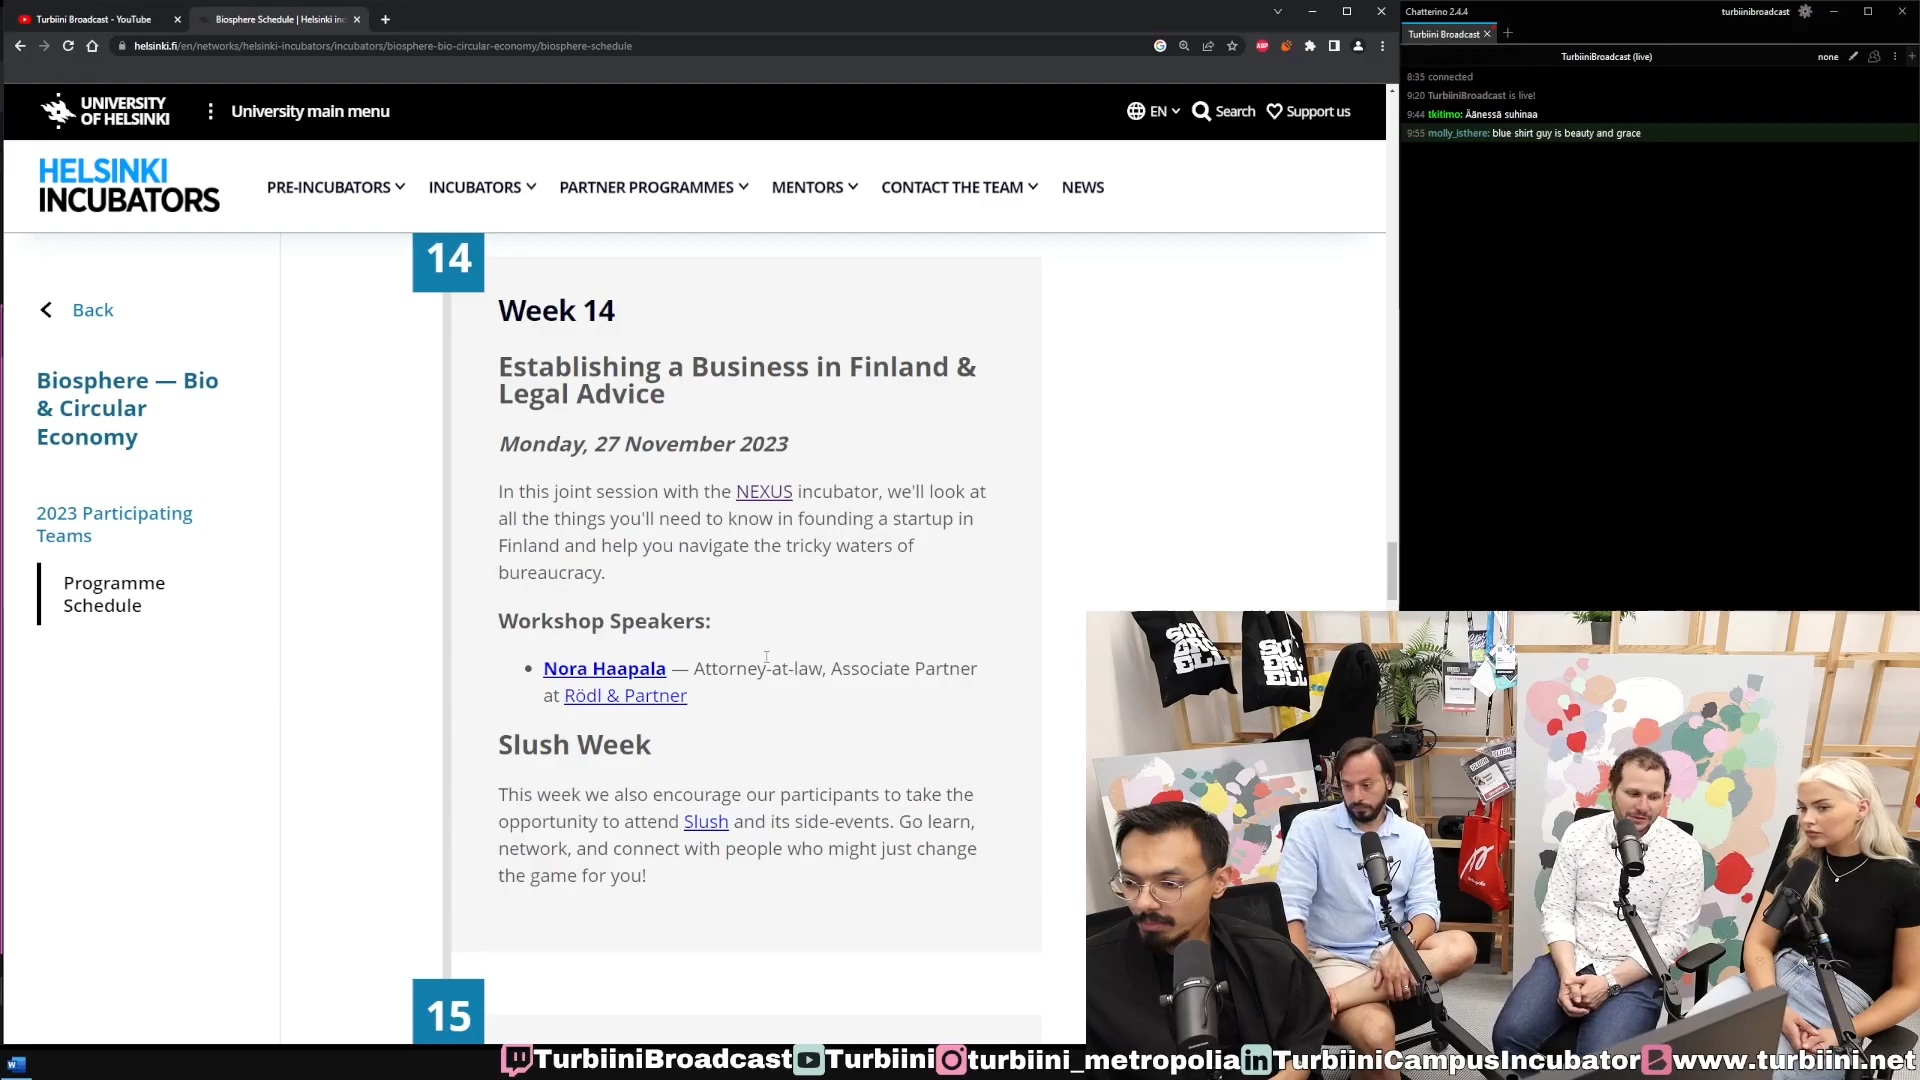 Turbiini Broadcast - YouTube
Biosphere Schedule | Helsinki inc
helsinki.fi/en/networks/helsinki-incubators/incubators/biosphere-bio-circular-economy/biosphere-schedule
ABP
UNIVERSITY
OF HELSINKI
University main menu
EN
Search
Support us
HELSINKI
INCUBATORS
PRE-INCUBATORS
INCUBATORS
PARTNER PROGRAMMES
MENTORS
CONTACT THE TEAM
NEWS
Back
Biosphere — Bio
& Circular
Economy
2023 Participating
Teams
Programme
Schedule
14
Week 14
Establishing a Business in Finland &
Legal Advice
Monday, 27 November 2023
In this joint session with the NEXUS incubator, we'll look at
all the things you'll need to know in founding a startup in
Finland and help you navigate the tricky waters of
bureaucracy.
Workshop Speakers:
• Nora Haapala — Attorney-at-law, Associate Partner
at Rödl & Partner
Slush Week
This week we also encourage our participants to take the
opportunity to attend Slush and its side-events. Go learn,
network, and connect with people who might just change
the game for you!
15
Chatterino 2.4.4
turbiinibroadcast
Turbiini Broadcast
TurbiiniBroadcast (live)
none
8:35 connected
9:20 TurbiiniBroadcast is live!
9:44 tkitimo: Äänessä suhinaa
9:55 molly_isthere: blue shirt guy is beauty and grace
SUP
ERC
ELL
SUP
ERC
ELL
TurbiiniBroadcast
Turbiini
turbiini_metropolia
TurbiiniCampusIncubator
www.turbiini.net